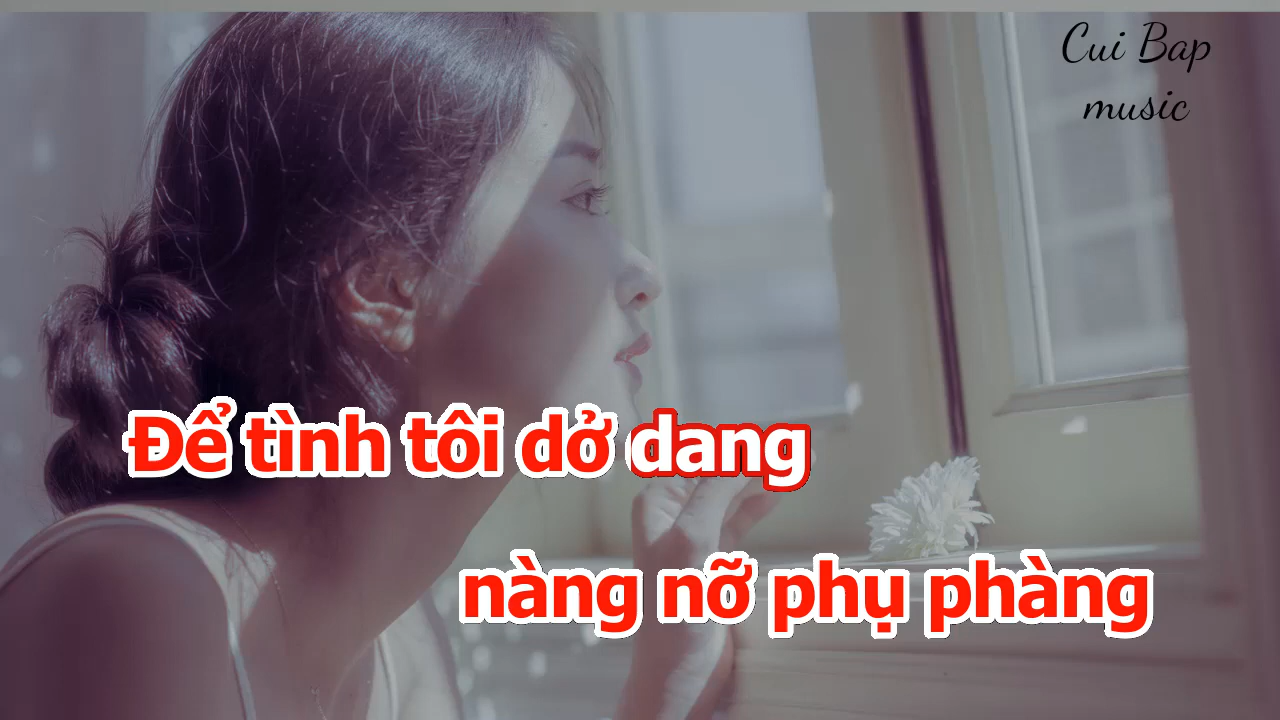 Cui Bap
music
Để tình tôi dở dang
nàng nỡ phụ phàng